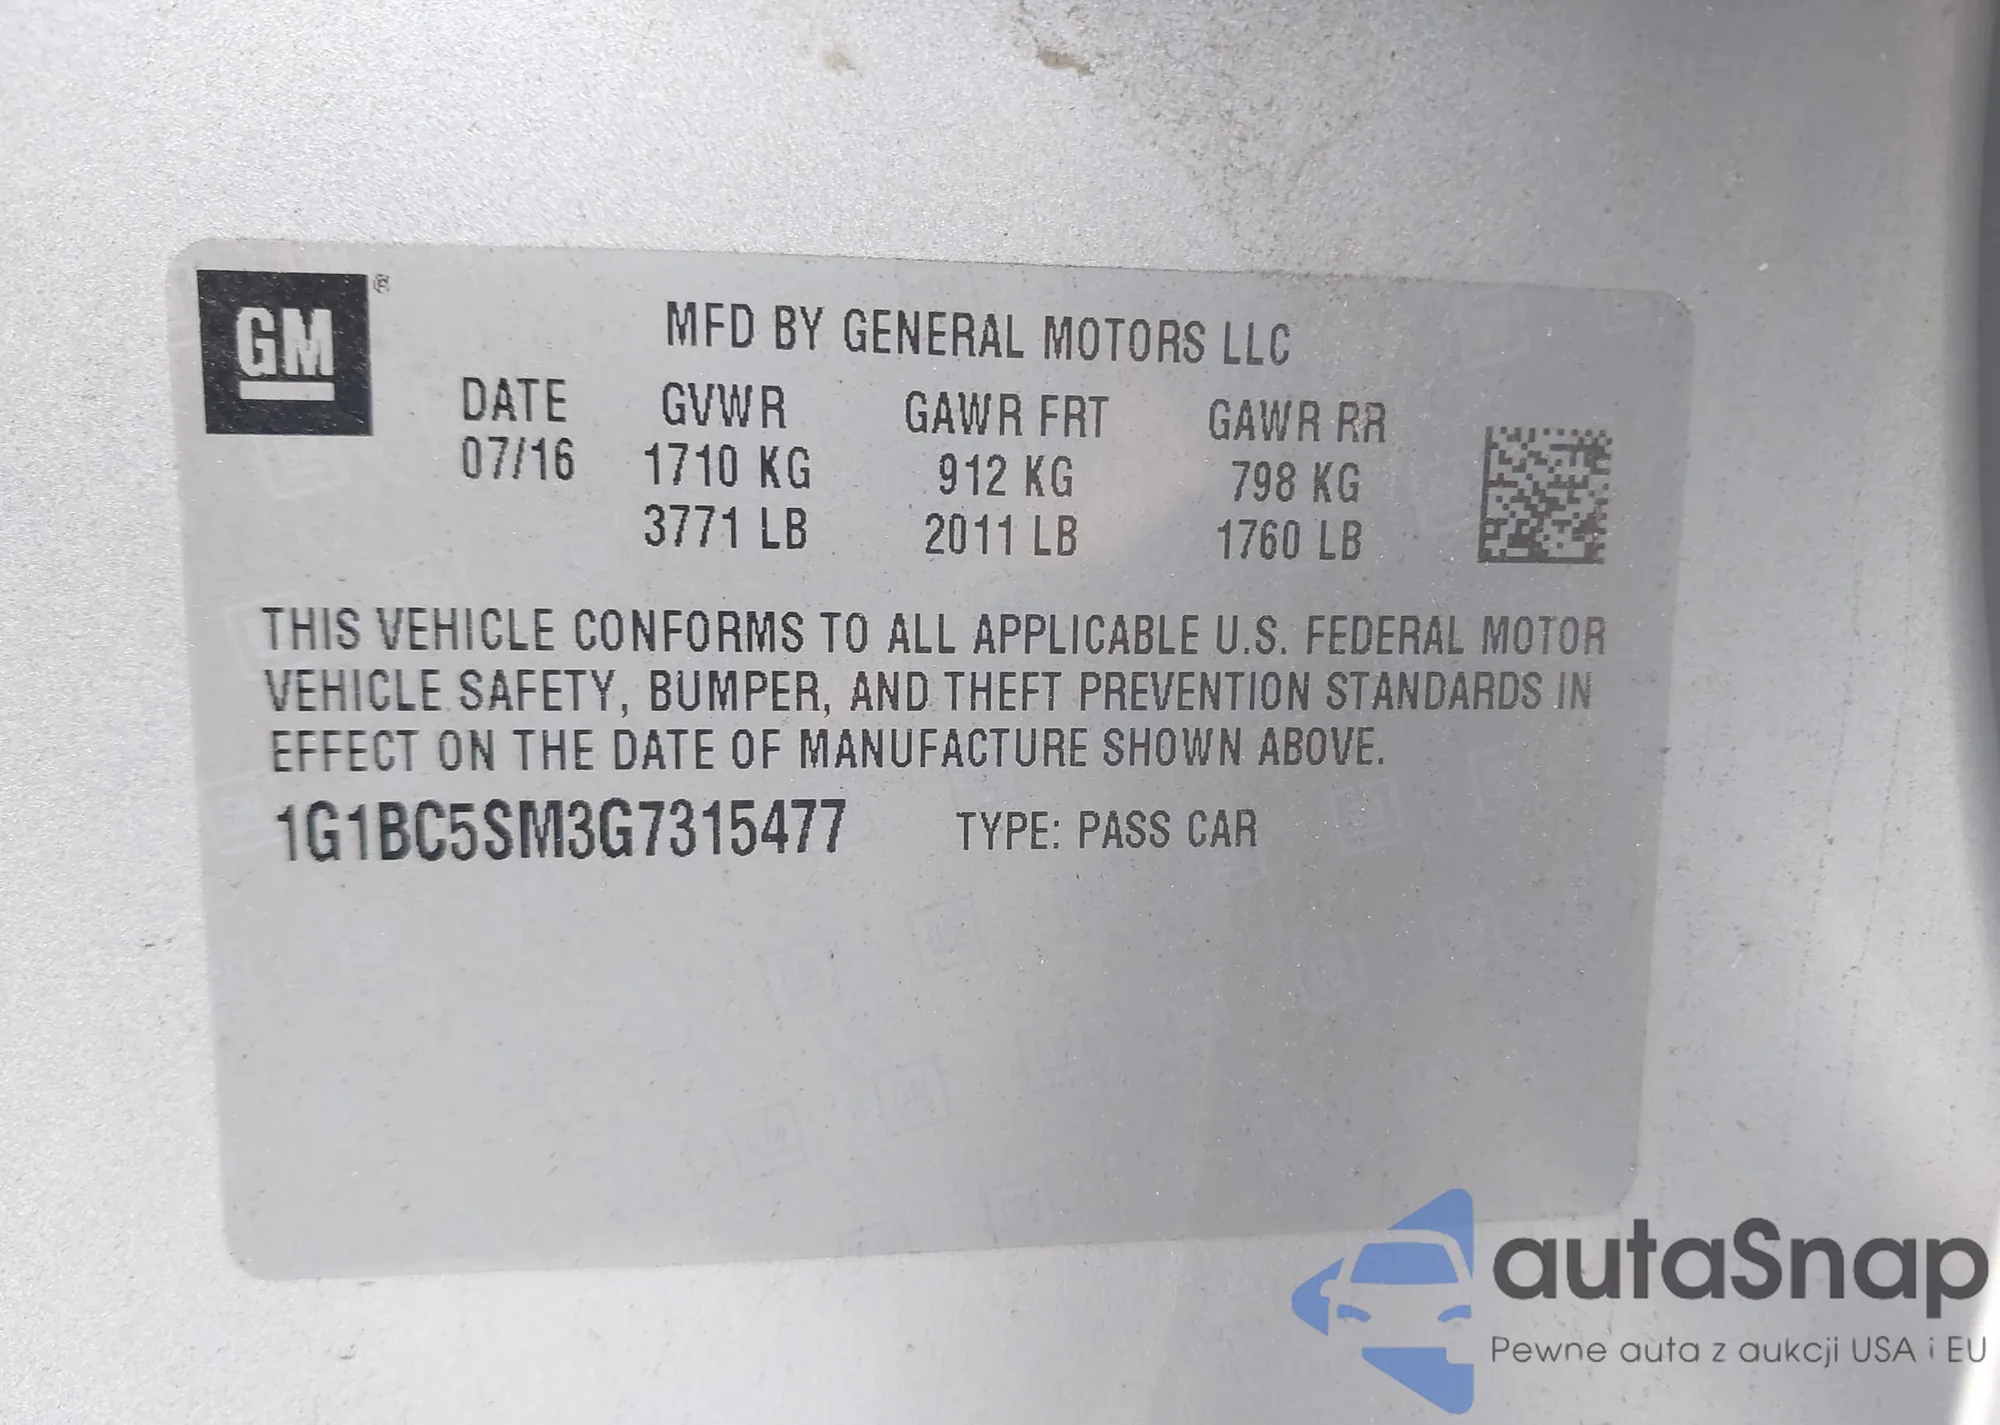 GM ®
MFD BY GENERAL MOTORS LLC
DATE GVWR GAWR FRT GAWR RR
07/16 1710 KG 912 KG 798 KG
3771 LB 2011 LB 1760 LB
THIS VEHICLE CONFORMS TO ALL APPLICABLE U.S. FEDERAL MOTOR
VEHICLE SAFETY, BUMPER, AND THEFT PREVENTION STANDARDS IN
EFFECT ON THE DATE OF MANUFACTURE SHOWN ABOVE.
1G1BC5SM3G7315477 TYPE: PASS CAR
autaSnap
Pewne auta z aukcji USA i EU